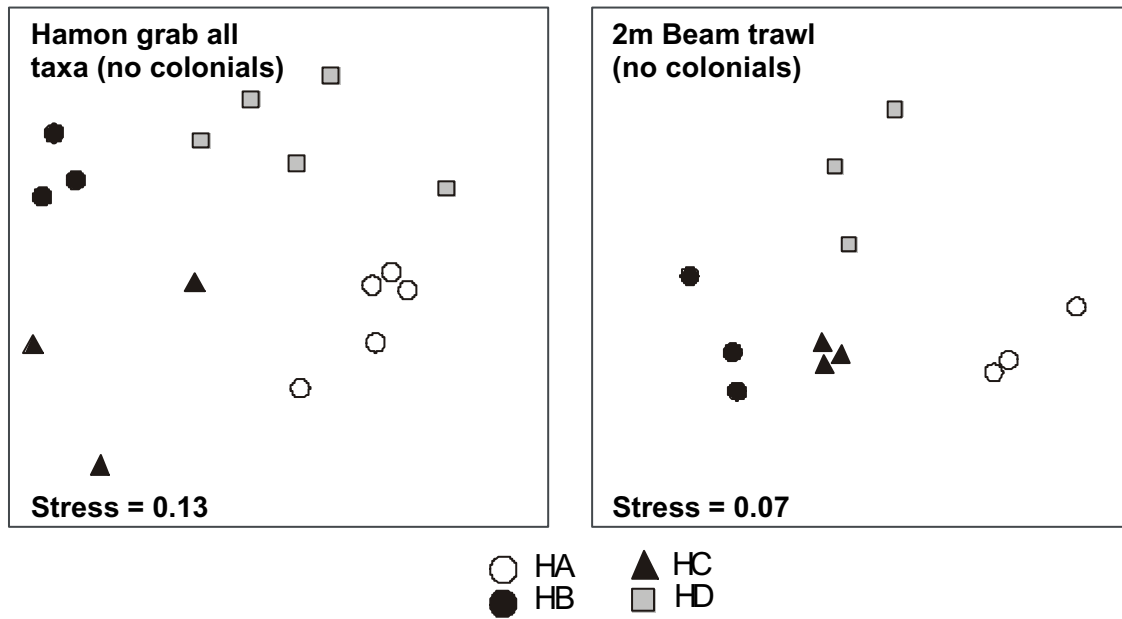 Hamon grab all
taxa (no colonials)
Stress = 0.13
2m Beam trawl
(no colonials)
Stress = 0.07
HA
HB
HC
HD